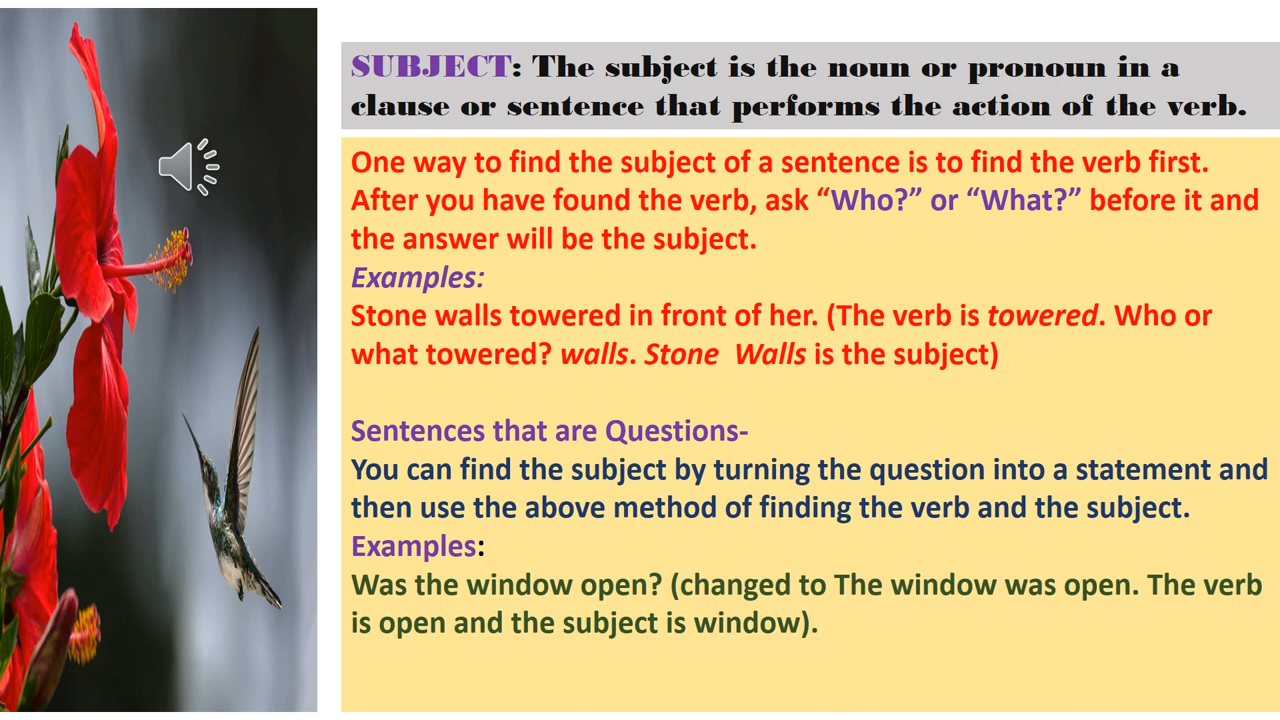 SUBJECT: The subject is the noun or pronoun in a
clause or sentence that performs the action of the verb.
One way to find the subject of a sentence is to find the verb first.
After you have found the verb, ask “Who?” or “What?” before it and
the answer will be the subject.
Examples:
Stone walls towered in front of her. (The verb is towered. Who or
what towered? walls. Stone  Walls is the subject)
Sentences that are Questions-
You can find the subject by turning the question into a statement and
then use the above method of finding the verb and the subject.
Examples:
Was the window open? (changed to The window was open. The verb
is open and the subject is window).